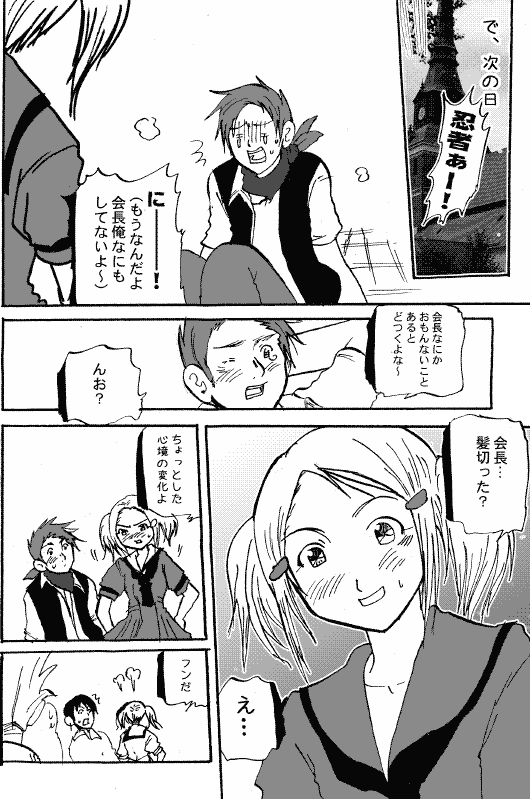 で、次の日
忍者ぁー！
にーー！
（もうなんだよ
会長俺なにも
してないよ～）
会長なにか
おもんないこと
あると
どつくよな～
んお？
会長…
髪切った？
え…
ちょっとした
心境の変化よ
フンだ